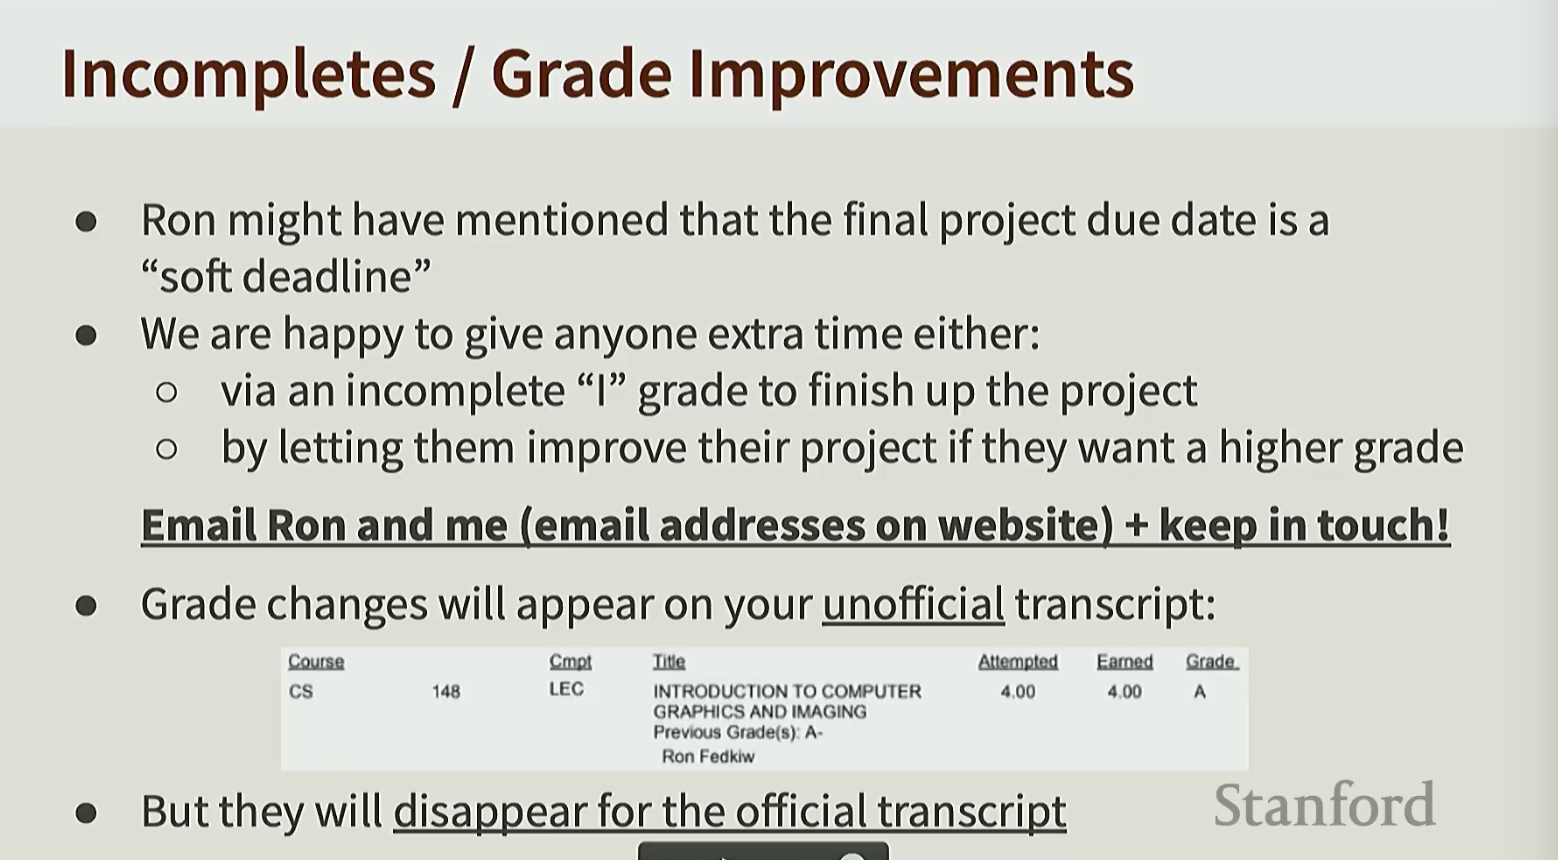 Incompletes / Grade Improvements
● Ron might have mentioned that the final project due date is a
“soft deadline”
● We are happy to give anyone extra time either:
○ via an incomplete “I” grade to finish up the project
○ by letting them improve their project if they want a higher grade
Email Ron and me (email addresses on website) + keep in touch!
● Grade changes will appear on your unofficial transcript:
Course Cmpt Title Attempted Earned Grade
CS 148 LEC INTRODUCTION TO COMPUTER 4.00 4.00 A
GRAPHICS AND IMAGING
Previous Grade(s): A-
Ron Fedkiw
● But they will disappear for the official transcript
Stanford